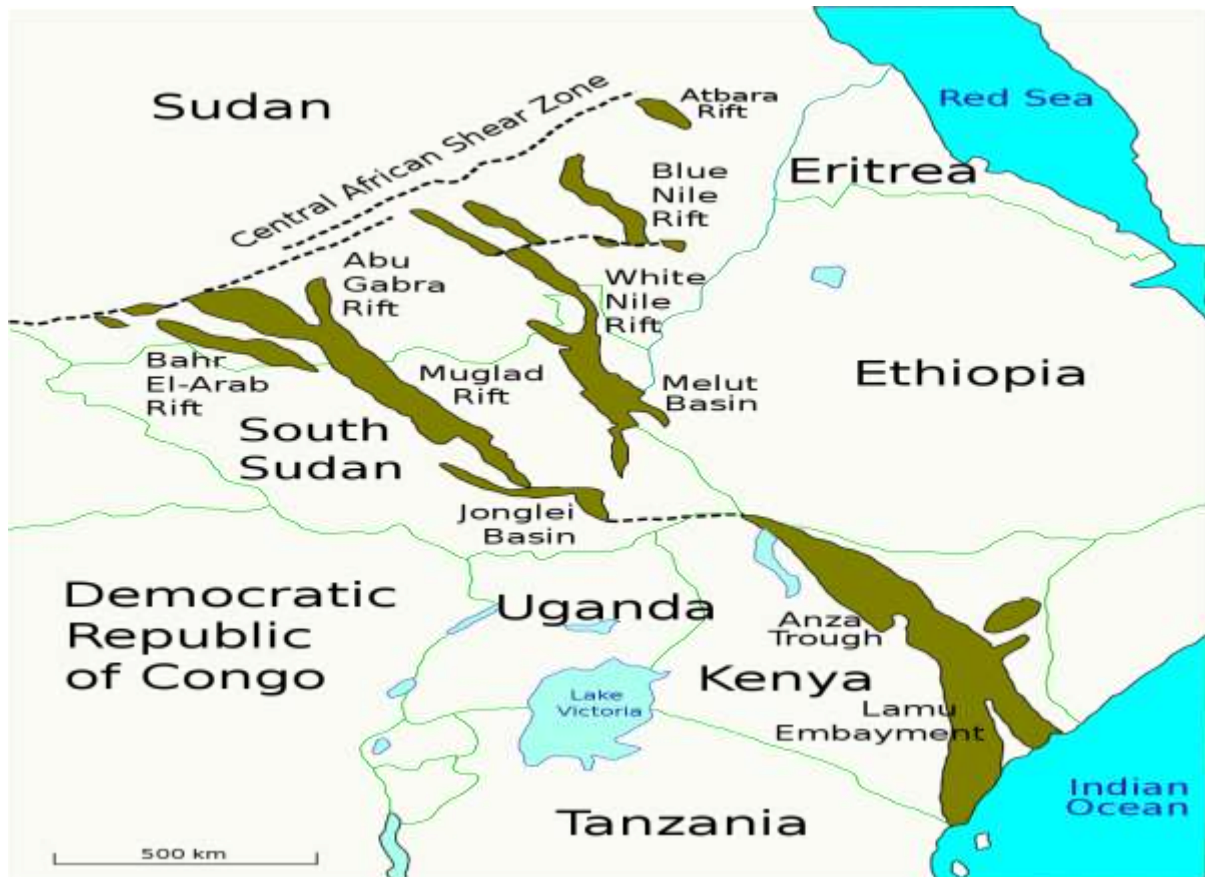 Sudan
Central African Shear Zone
Atbara
Rift
Red Sea
Eritrea
Blue
Nile
Rift
Abu
Gabra
Rift
White
Nile
Rift
Bahr
El-Arab
Rift
Muglad
Rift
Melut
Basin
Ethiopia
South
Sudan
Jonglei
Basin
Democratic
Republic
of Congo
Uganda
Anza
Trough
Kenya
Lake
Victoria
Lamu
Embayment
Indian
Ocean
Tanzania
500 km